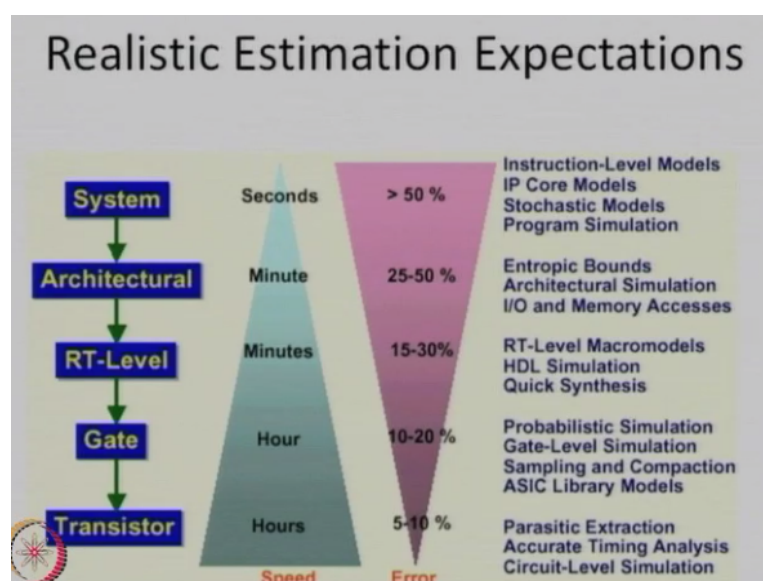 Realistic Estimation Expectations
System
Seconds
> 50 %
Instruction-Level Models
IP Core Models
Stochastic Models
Program Simulation
Architectural
Minute
25-50 %
Entropic Bounds
Architectural Simulation
I/O and Memory Accesses
RT-Level
Minutes
15-30%
RT-Level Macromodels
HDL Simulation
Quick Synthesis
Gate
Hour
10-20 %
Probabilistic Simulation
Gate-Level Simulation
Sampling and Compaction
ASIC Library Models
Transistor
Hours
5-10 %
Parasitic Extraction
Accurate Timing Analysis
Circuit-Level Simulation
Speed
Error